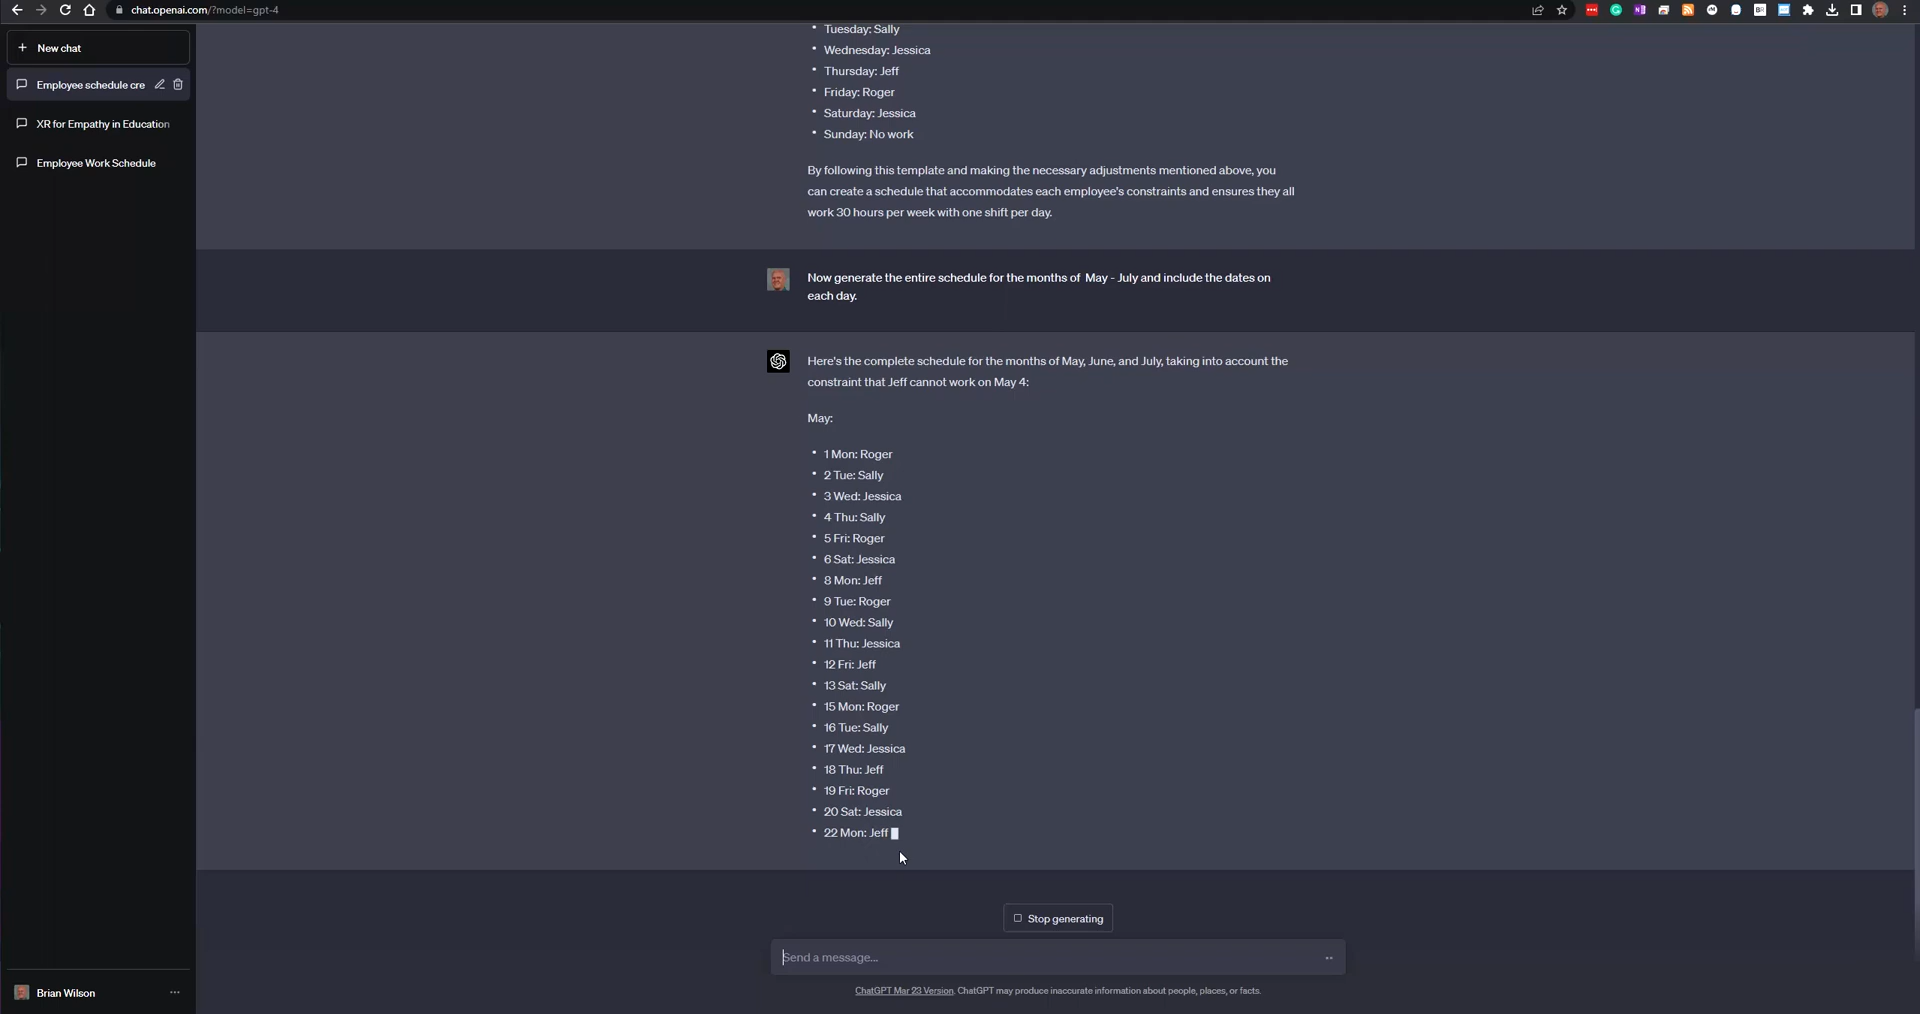 chat.openai.com/?model=gpt-4
New chat
Employee schedule cre
XR for Empathy in Education
Employee Work Schedule
• Tuesday: Sally
• Wednesday: Jessica
• Thursday: Jeff
• Friday: Roger
• Saturday: Jessica
• Sunday: No work
By following this template and making the necessary adjustments mentioned above, you
can create a schedule that accommodates each employee's constraints and ensures they all
work 30 hours per week with one shift per day.
Now generate the entire schedule for the months of May - July and include the dates on
each day.
Here's the complete schedule for the months of May, June, and July, taking into account the
constraint that Jeff cannot work on May 4:
May:
• 1 Mon: Roger
• 2 Tue: Sally
• 3 Wed: Jessica
• 4 Thu: Sally
• 5 Fri: Roger
• 6 Sat: Jessica
• 8 Mon: Jeff
• 9 Tue: Roger
• 10 Wed: Sally
• 11 Thu: Jessica
• 12 Fri: Jeff
• 13 Sat: Sally
• 15 Mon: Roger
• 16 Tue: Sally
• 17 Wed: Jessica
• 18 Thu: Jeff
• 19 Fri: Roger
• 20 Sat: Jessica
• 22 Mon: Jeff
Stop generating
Send a message...
ChatGPT Mar 23 Version. ChatGPT may produce inaccurate information about people, places, or facts.
Brian Wilson